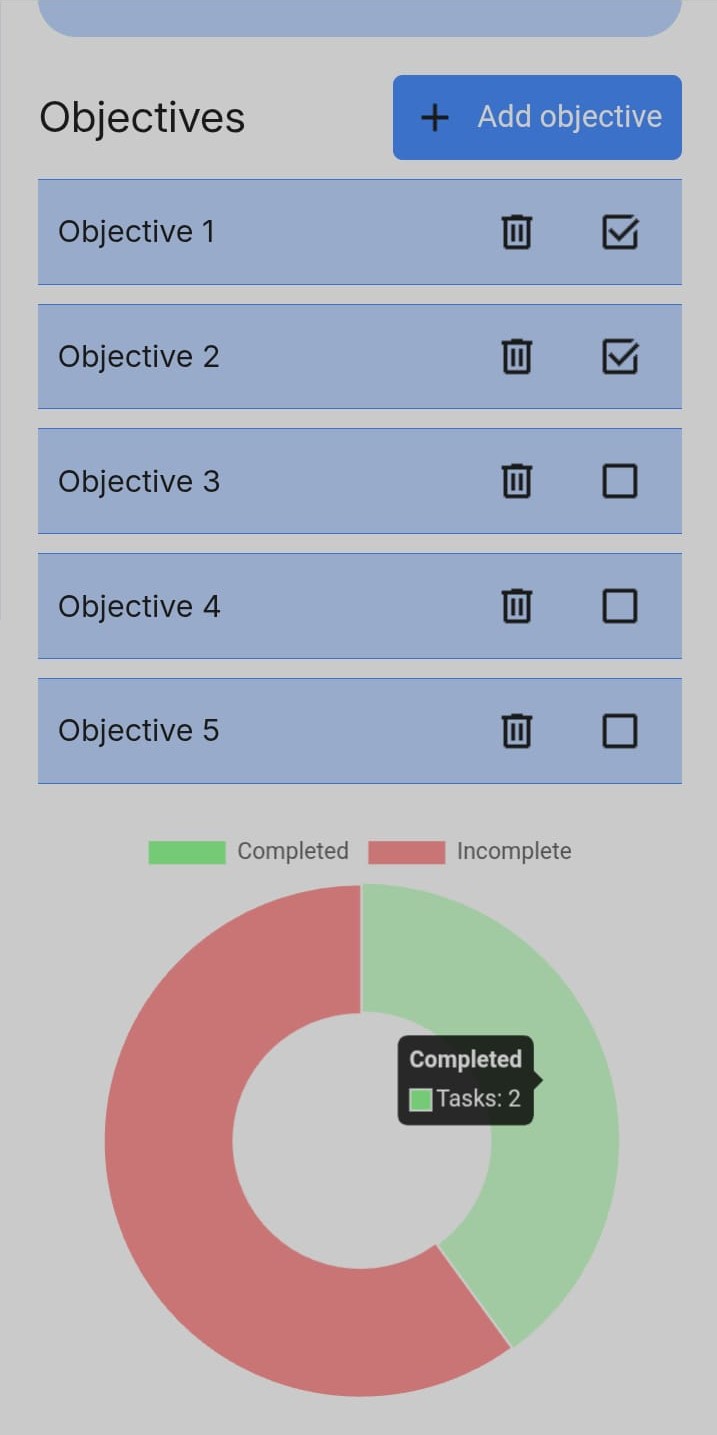 Objectives
Add objective
Objective 1
Objective 2
Objective 3
Objective 4
Objective 5
Completed Incomplete
Completed
Tasks: 2